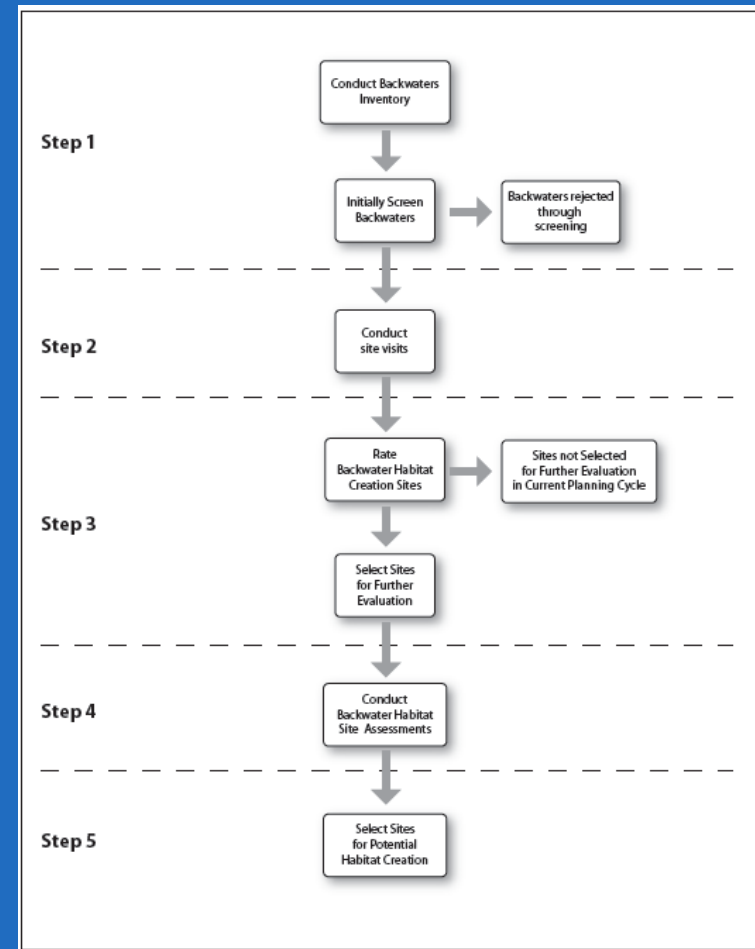 Conduct Backwaters
Inventory
Step 1
Initially Screen
Backwaters
Backwaters rejected
through
screening
Step 2
Conduct
site visits
Rate
Backwater Habitat
Creation Sites
Sites not Selected
for Further Evaluation
in Current Planning Cycle
Step 3
Select Sites
for Further
Evaluation
Step 4
Conduct
Backwater Habitat
Site Assessments
Step 5
Select Sites
for Potential
Habitat Creation